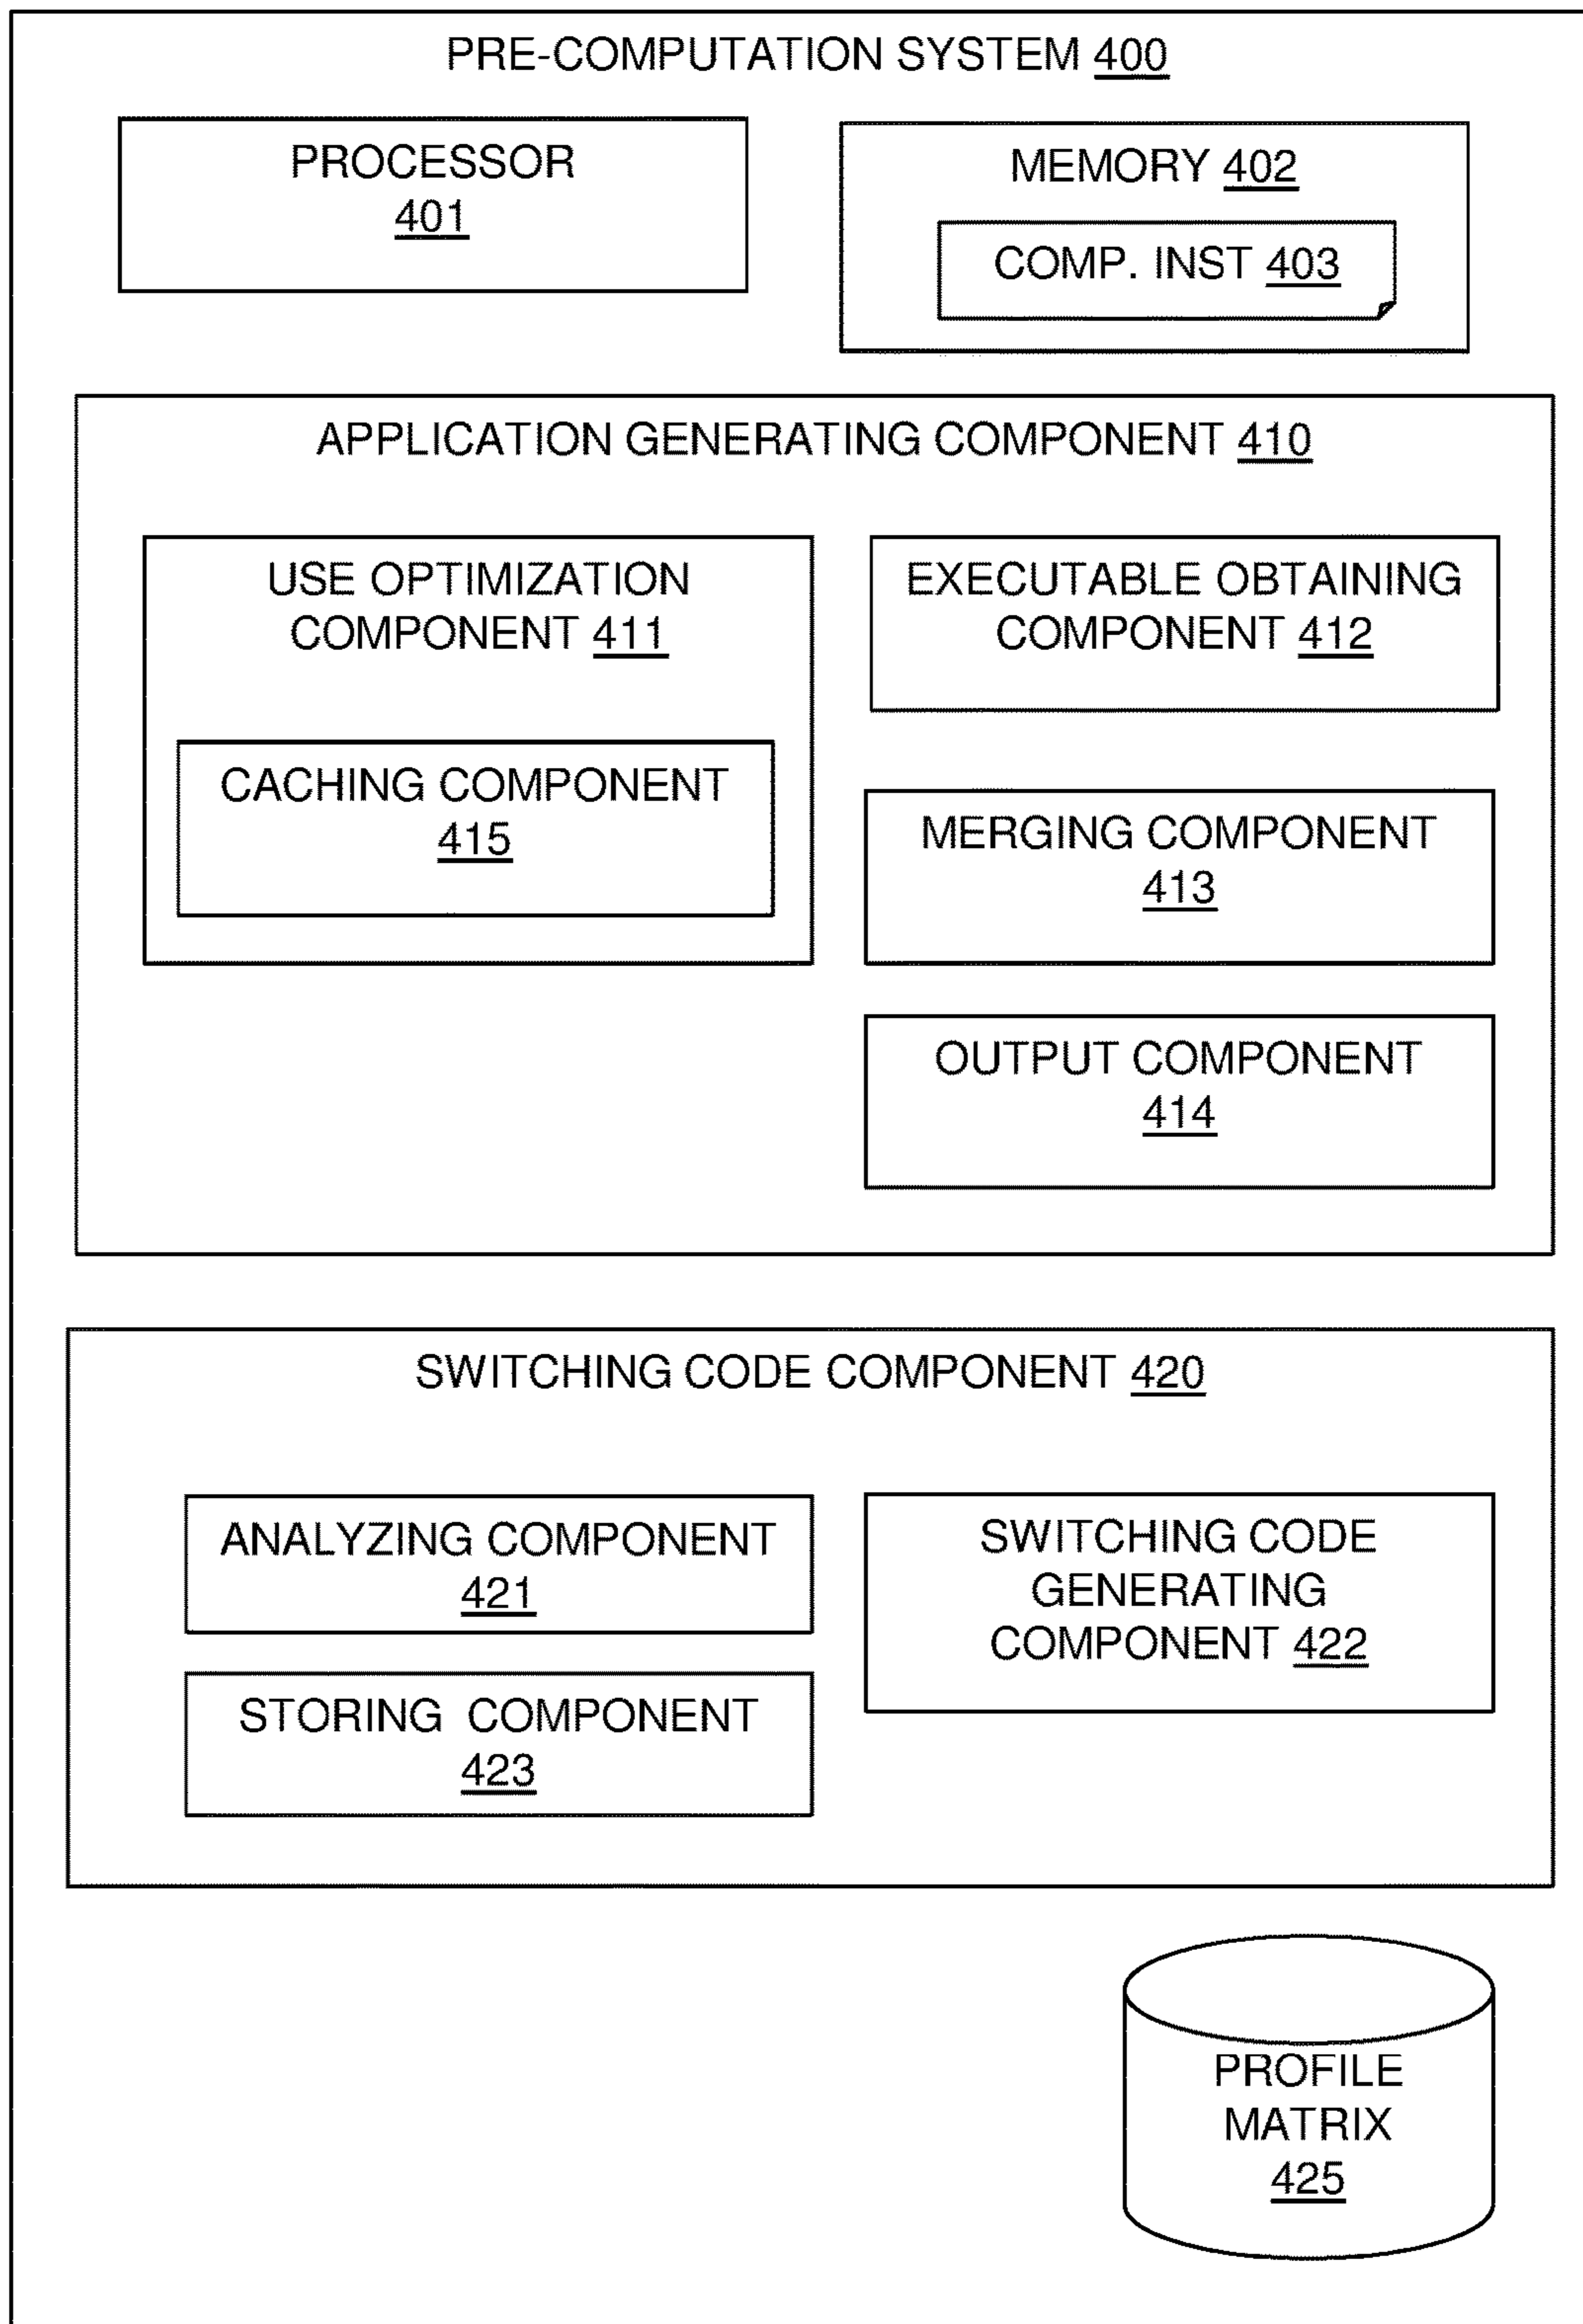 PRE-COMPUTATION SYSTEM 400
PROCESSOR
401
MEMORY 402
COMP. INST 403
APPLICATION GENERATING COMPONENT 410
USE OPTIMIZATION
COMPONENT 411
CACHING COMPONENT
415
EXECUTABLE OBTAINING
COMPONENT 412
MERGING COMPONENT
413
OUTPUT COMPONENT
414
SWITCHING CODE COMPONENT 420
ANALYZING COMPONENT
421
STORING COMPONENT
423
SWITCHING CODE
GENERATING
COMPONENT 422
PROFILE
MATRIX
425